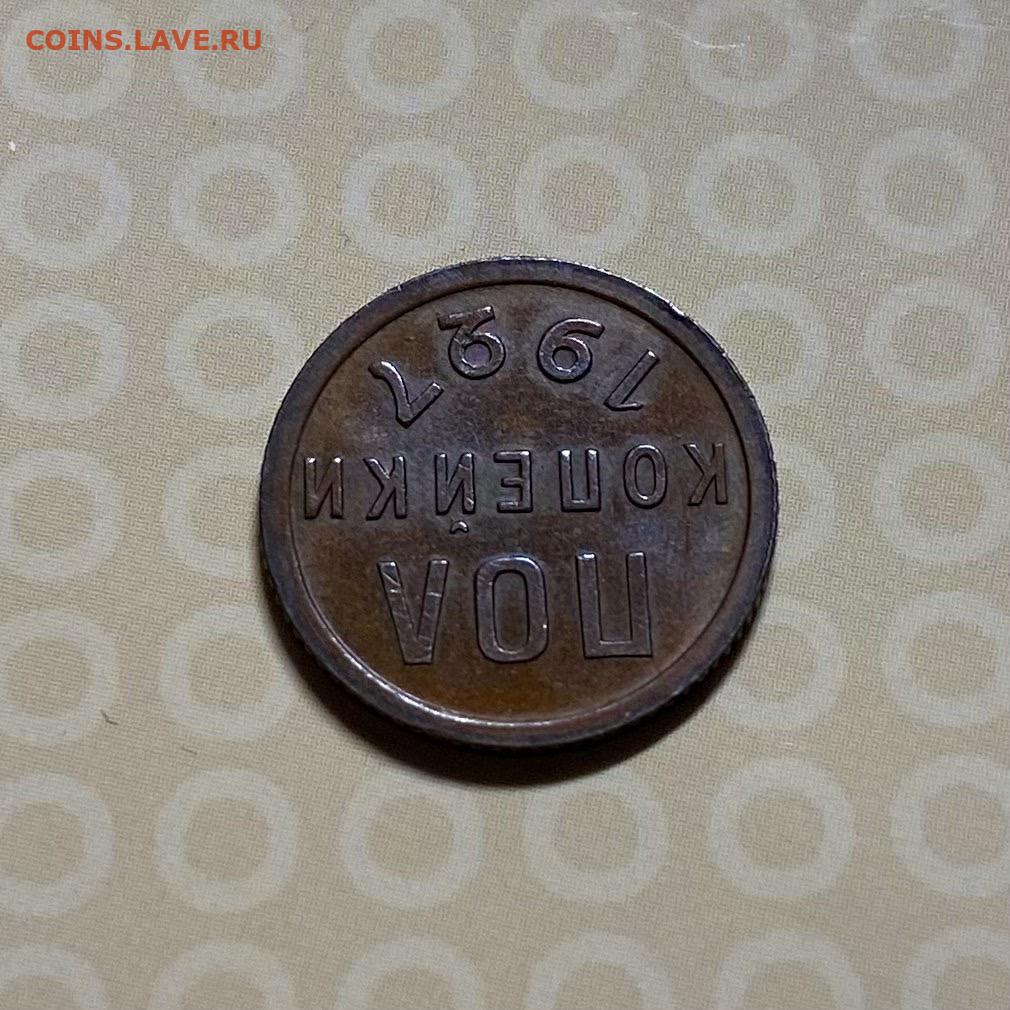 COINS.LAVE.RU
ПОЛ
КОПЕЙКИ
1927